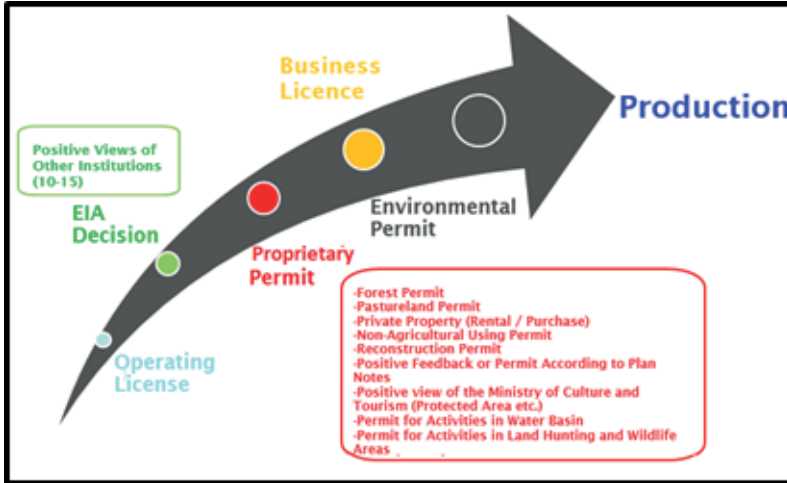 Business
Licence
Production
Positive Views of
Other Institutions
(10-15)
EIA
Decision
Environmental
Permit
Proprietary
Permit
Operating
License
-Forest Permit
-Pastureland Permit
-Private Property (Rental / Purchase)
-Non-Agricultural Using Permit
-Reconstruction Permit
-Positive Feedback or Permit According to Plan
Notes
-Positive view of the Ministry of Culture and
Tourism (Protected Area etc.)
-Permit for Activities in Water Basin
-Permit for Activities in Land Hunting and Wildlife
Areas